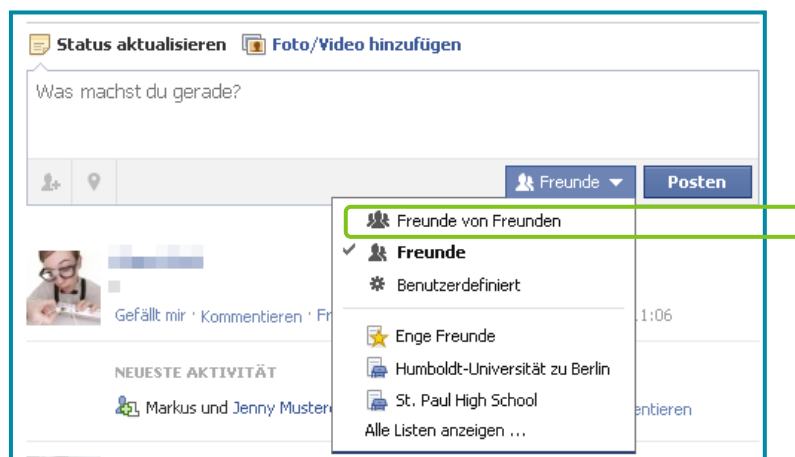 Status aktualisieren Foto/Video hinzufügen
Was machst du gerade?
Freunde Posten
Freunde von Freunden
Freunde
Benutzerdefiniert
Gefällt mir · Kommentieren · Fr 1:06
Enge Freunde
NEUESTE AKTIVITÄT
Humboldt-Universität zu Berlin
Markus und Jenny Muster St. Paul High School entieren
Alle Listen anzeigen ...